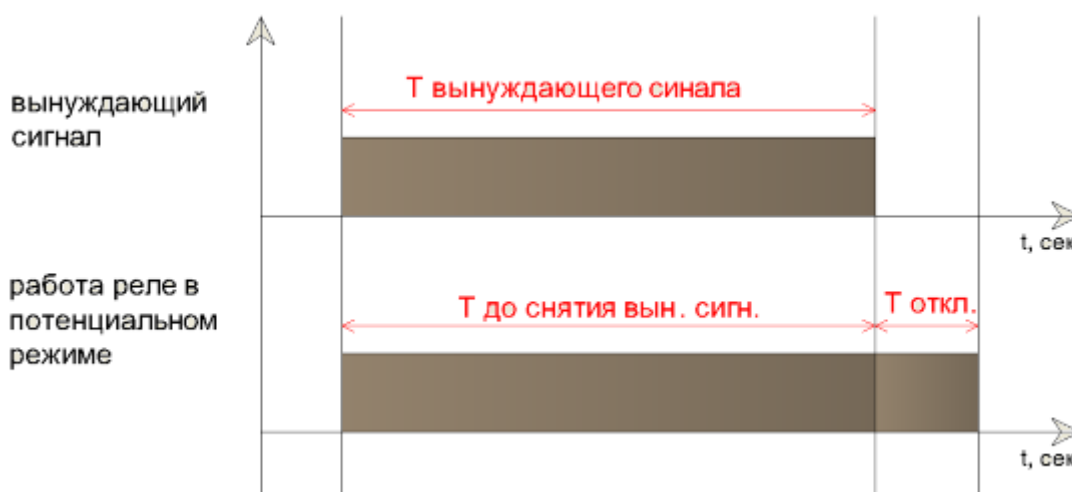 вынуждающий
сигнал
Т вынуждающего синала
t, сек
работа реле в
потенциальном
режиме
Т до снятия вын. сигн.
Т откл.
t, сек